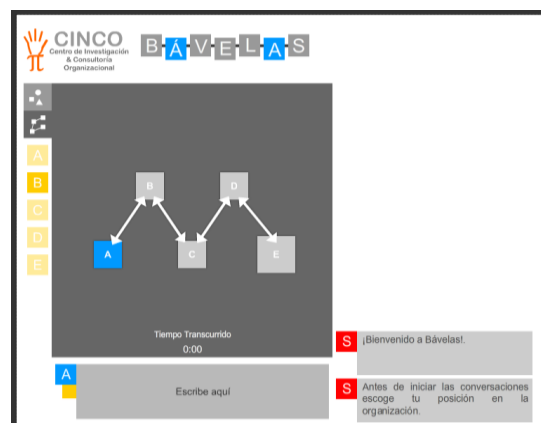 CINCO
Centro de Investigación
& Consultoría
Organizacional
BÁVELAS
A
B
C
D
E
B
D
A
C
E
Tiempo Transcurrido
0:00
A
Escribe aquí
S
¡Bienvenido a Bávelas!.
S
Antes de iniciar las conversaciones
escoge tu posición en la
organización.